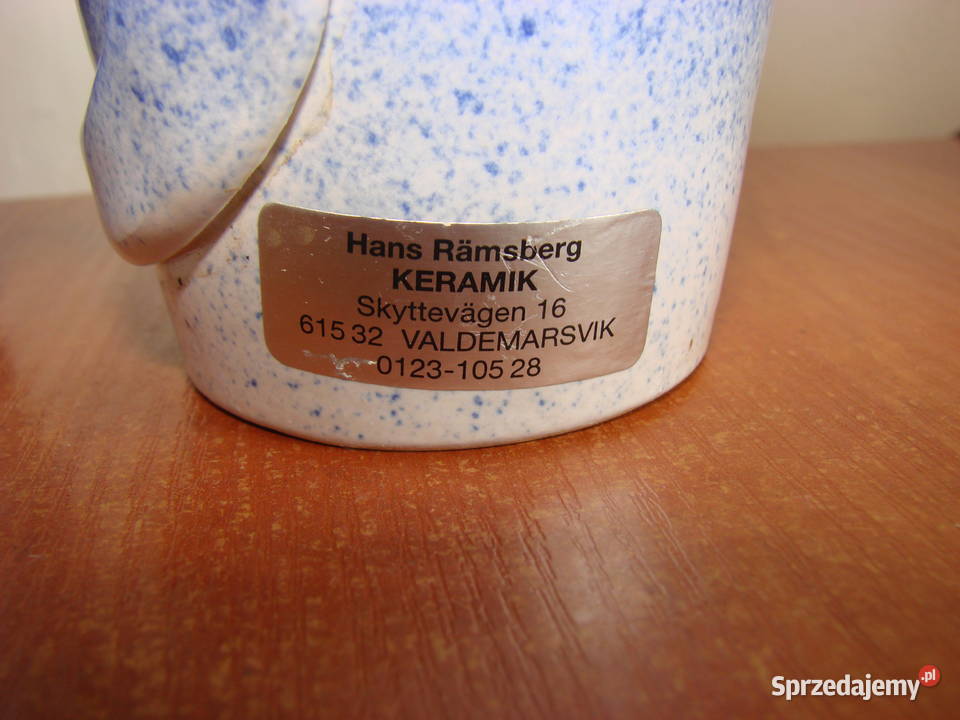 Hans Rämsberg
KERAMIK
Skyttevägen 16
615 32 VALDEMARSVIK
0123-105 28
Sprzedajemy.pl